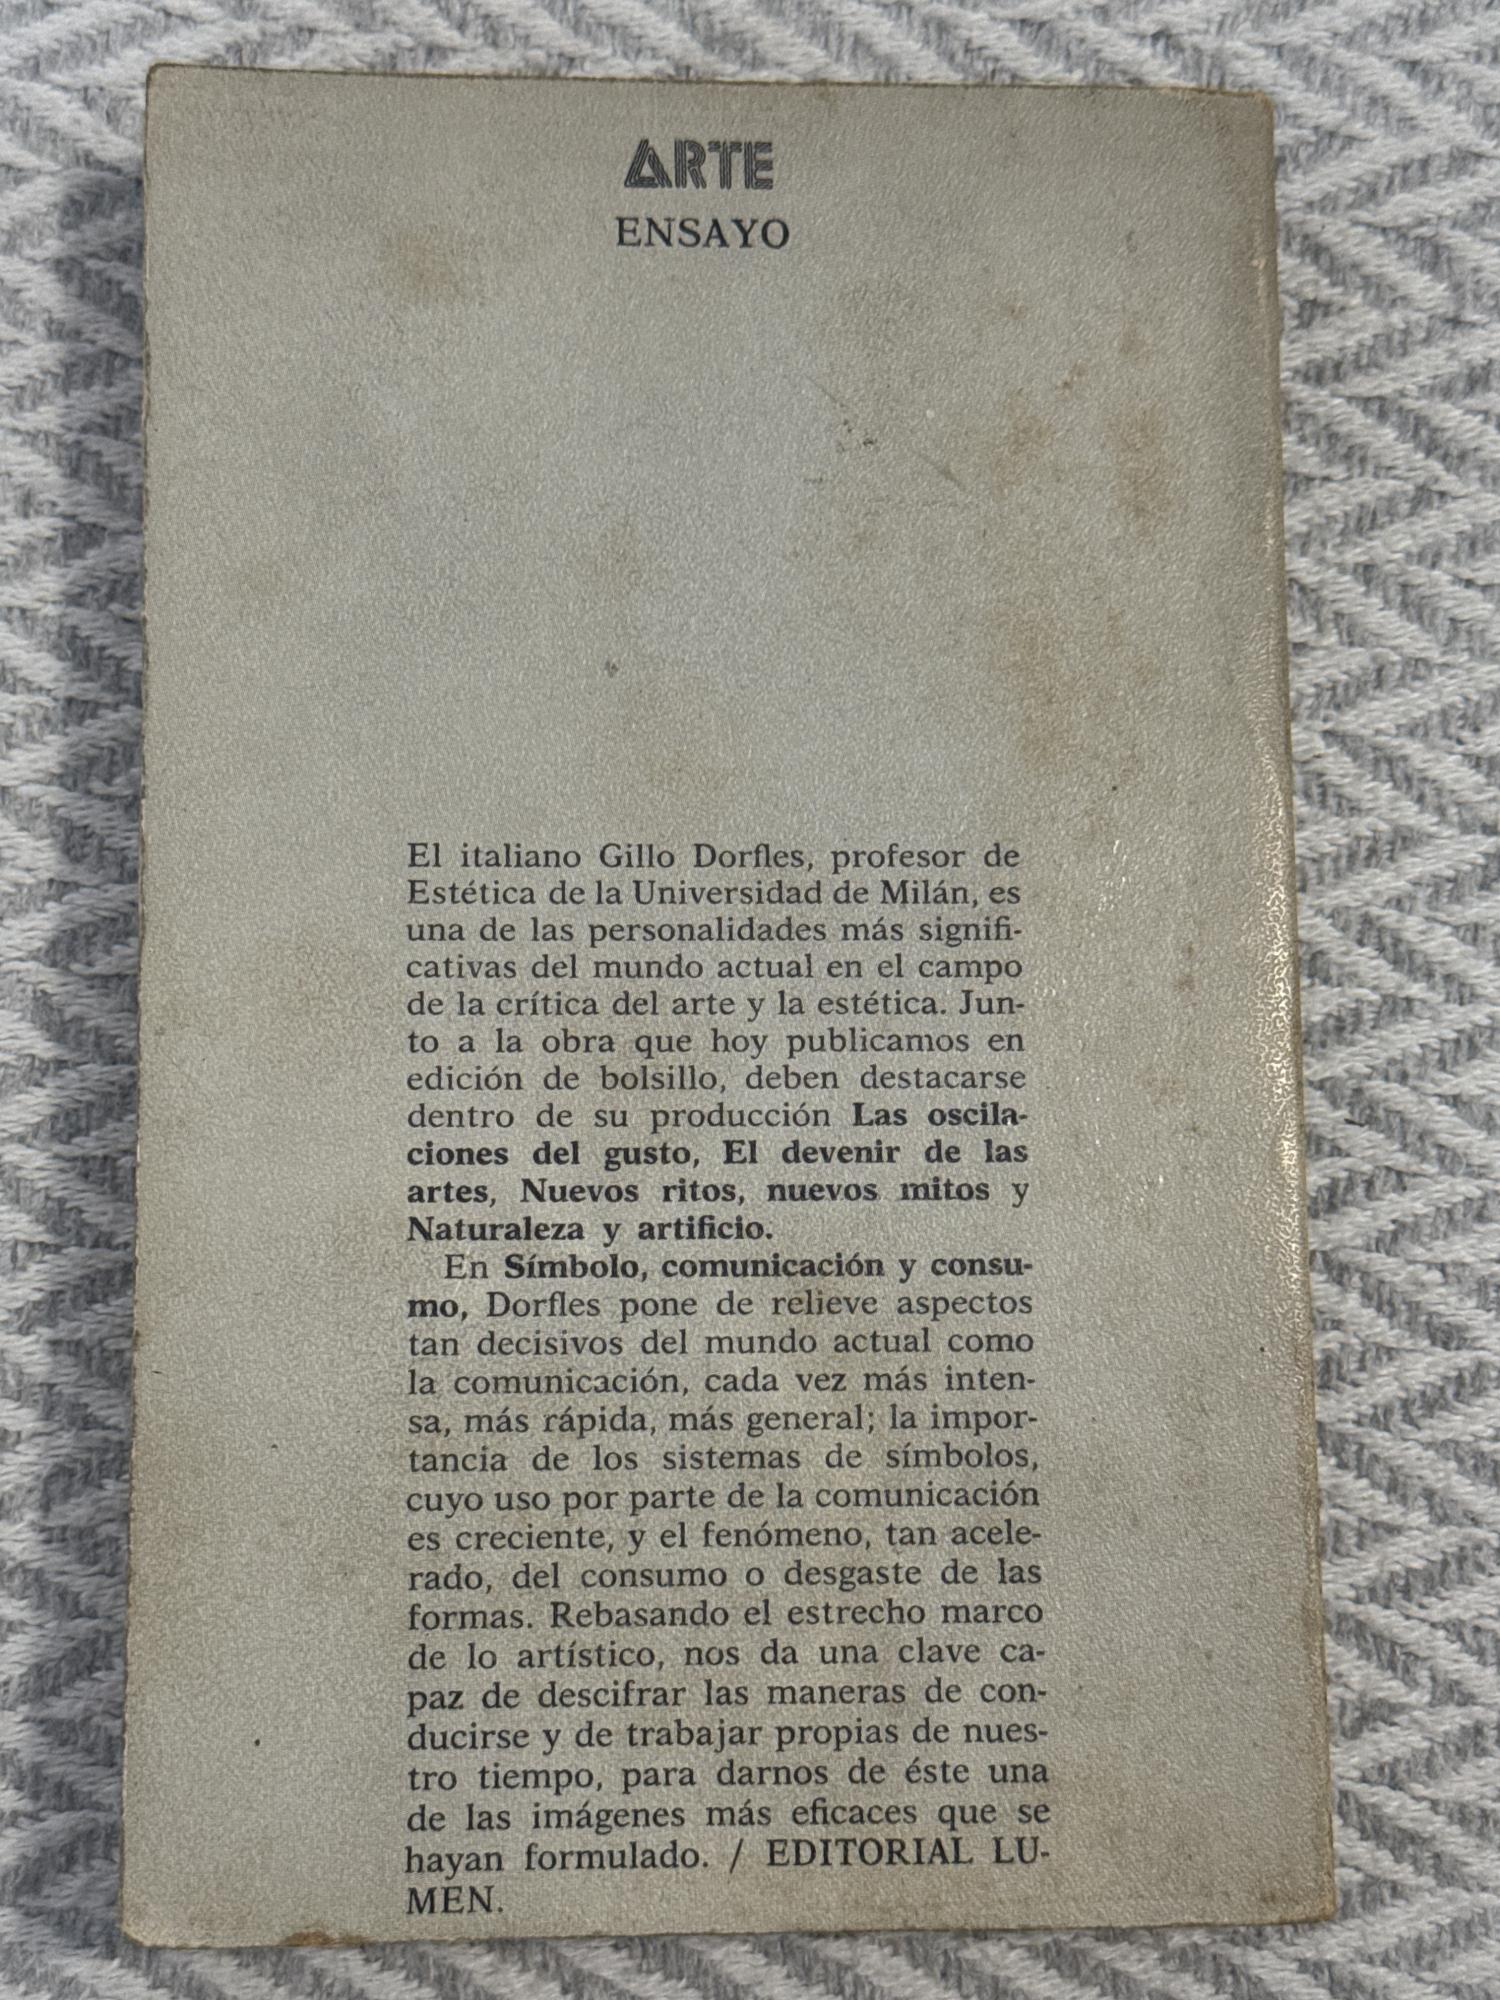 ARTE
ENSAYO
El italiano Gillo Dorfles, profesor de
Estética de la Universidad de Milán, es
una de las personalidades más signifi-
cativas del mundo actual en el campo
de la crítica del arte y la estética. Jun-
to a la obra que hoy publicamos en
edición de bolsillo, deben destacarse
dentro de su producción Las oscila-
ciones del gusto, El devenir de las
artes, Nuevos ritos, nuevos mitos y
Naturaleza y artificio.
En Símbolo, comunicación y consu-
mo, Dorfles pone de relieve aspectos
tan decisivos del mundo actual como
la comunicación, cada vez más inten-
sa, más rápida, más general; la impor-
tancia de los sistemas de símbolos,
cuyo uso por parte de la comunicación
es creciente, y el fenómeno, tan acele-
rado, del consumo o desgaste de las
formas. Rebasando el estrecho marco
de lo artístico, nos da una clave ca-
paz de descifrar las maneras de con-
ducirse y de trabajar propias de nues-
tro tiempo, para darnos de éste una
de las imágenes más eficaces que se
hayan formulado. / EDITORIAL LU-
MEN.